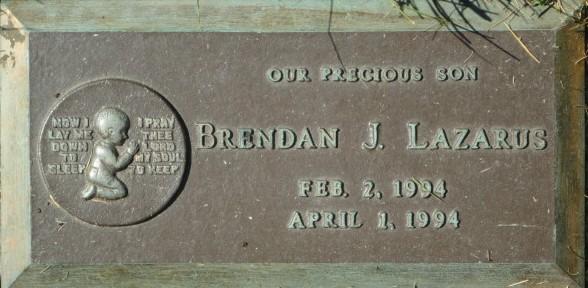 NOW I
LAY ME
DOWN
TO
SLEEP
I PRAY
THEE
LORD
MY SOUL
TO KEEP
OUR PRECIOUS SON
BRENDAN J. LAZARUS
FEB. 2, 1994
APRIL 1, 1994